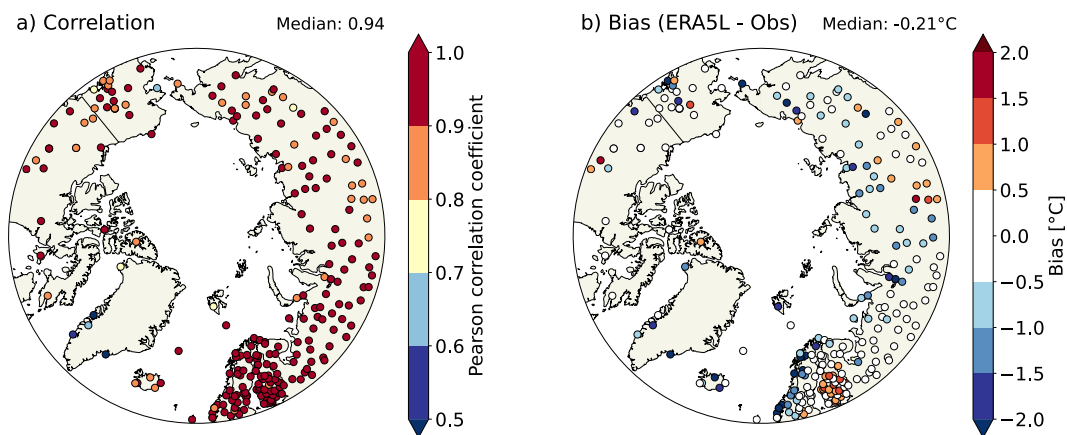 a) Correlation
Median: 0.94
1.0
0.9
0.8
0.7
0.6
0.5
Pearson correlation coefficient
b) Bias (ERA5L - Obs)
Median: -0.21°C
2.0
1.5
1.0
0.5
0.0
−0.5
−1.0
−1.5
−2.0
Bias [°C]